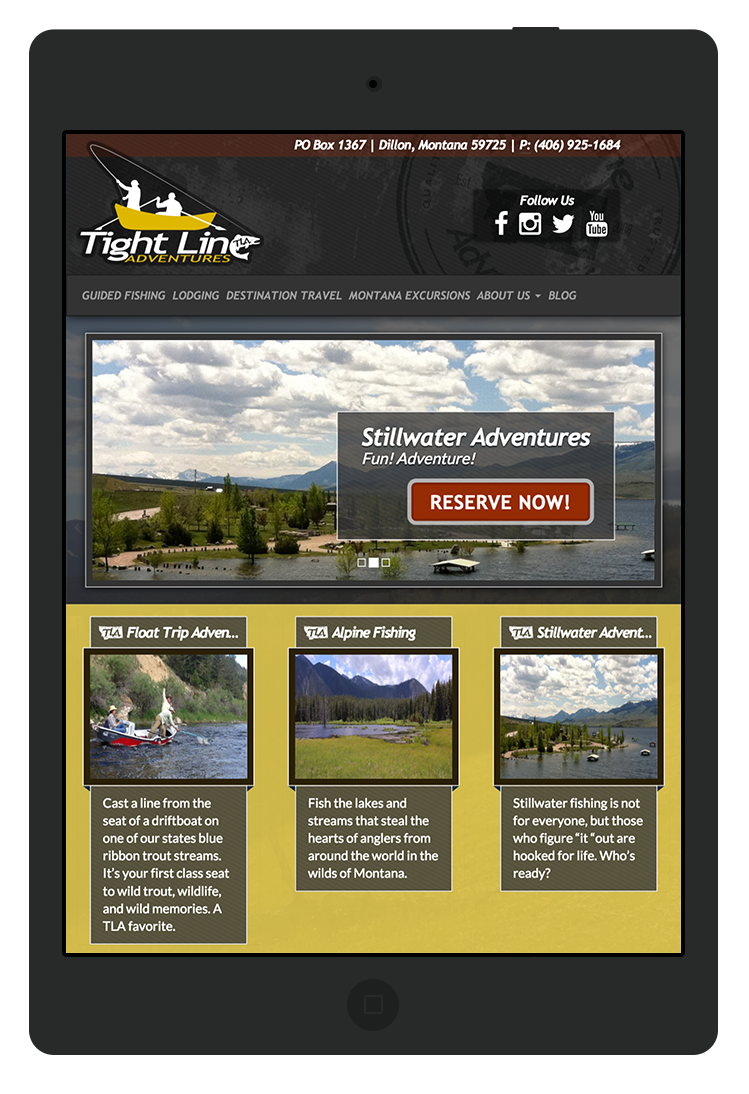 PO Box 1367 | Dillon, Montana 59725 | P: (406) 925-1684
Follow Us
You
Tube
Tight Line
TLA
ADVENTURES
GUIDED FISHING LODGING DESTINATION TRAVEL MONTANA EXCURSIONS ABOUT US BLOG
Stillwater Adventures
Fun! Adventure!
RESERVE NOW!
TLA Float Trip Adven...
Cast a line from the
seat of a driftboat on
one of our states blue
ribbon trout streams.
It's your first class seat
to wild trout, wildlife,
and wild memories. A
TLA favorite.
TLA Alpine Fishing
Fish the lakes and
streams that steal the
hearts of anglers from
around the world in the
wilds of Montana.
TLA Stillwater Advent...
Stillwater fishing is not
for everyone, but those
who figure “it “out are
hooked for life. Who's
ready?